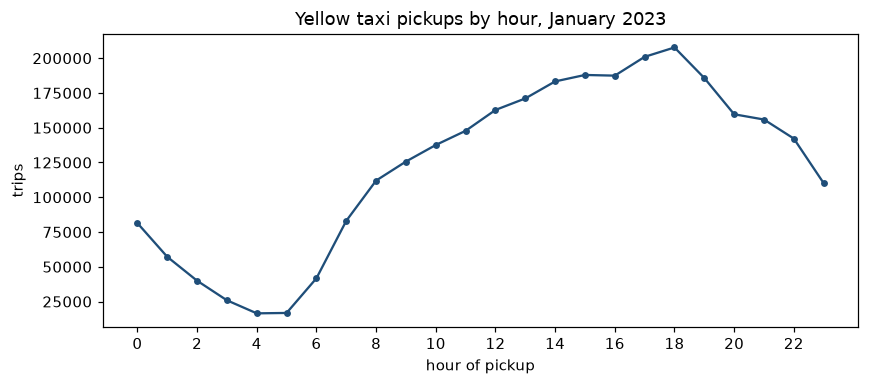 Yellow taxi pickups by hour, January 2023
200000
175000
150000
125000
100000
75000
50000
25000
trips
0 2 4 6 8 10 12 14 16 18 20 22
hour of pickup